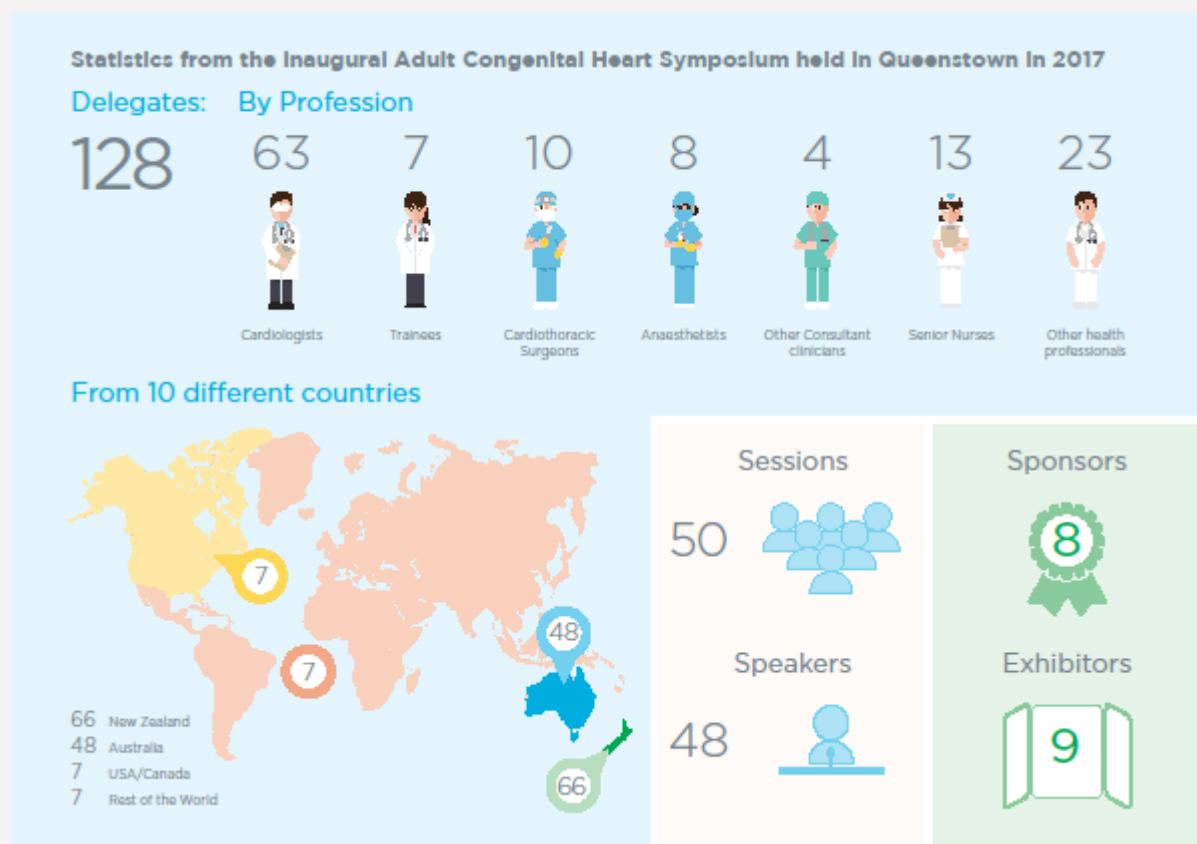 Statistics from the Inaugural Adult Congenital Heart Symposium held in Queenstown in 2017
Delegates: By Profession
128 63 7 10 8 4 13 23
Cardiologists Trainees Cardiothoracic Surgeons Anaesthetists Other Consultant clinicians Senior Nurses Other health professionals
From 10 different countries
7
48
7
66
66 New Zealand
48 Australia
7 USA/Canada
7 Rest of the World
Sessions
50
Speakers
48
Sponsors
8
Exhibitors
9